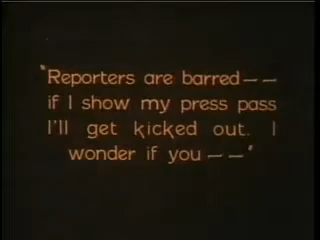 "Reporters are barred——
if I show my press pass
I'll get kicked out. I
wonder if you——"